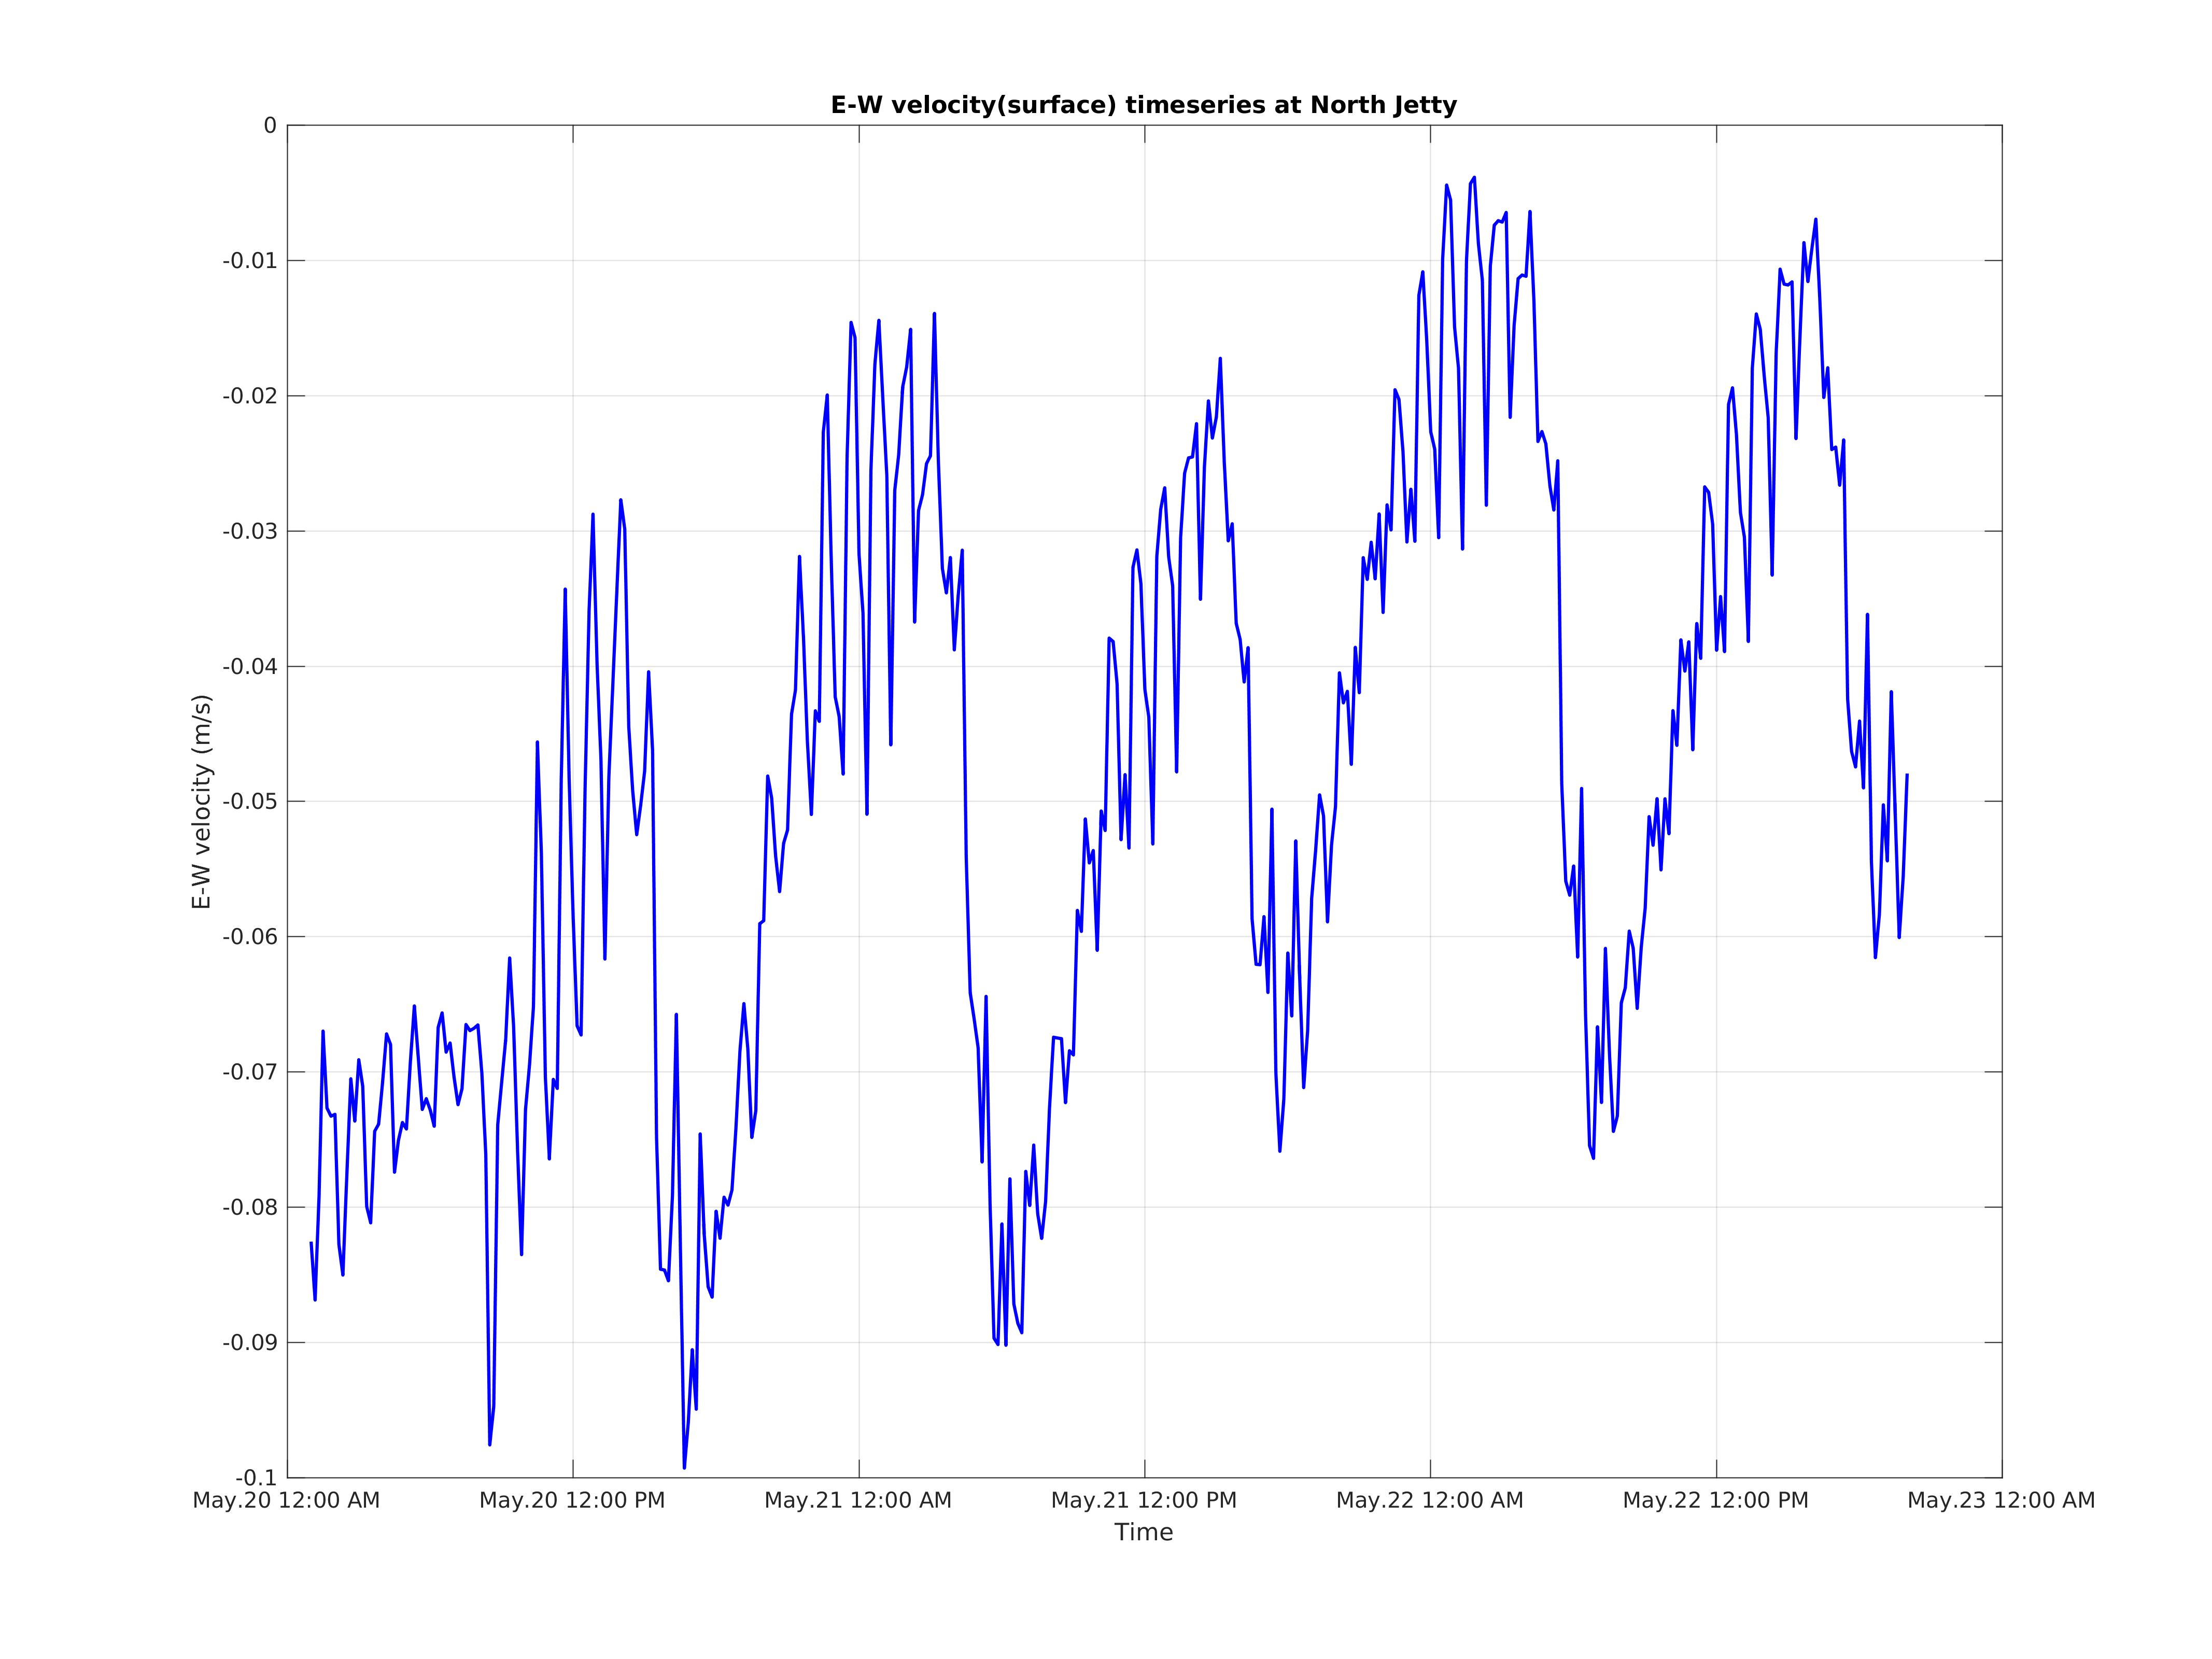 E-W velocity(surface) timeseries at North Jetty
0
-0.01
-0.02
-0.03
-0.04
-0.05
-0.06
-0.07
-0.08
-0.09
-0.1
E-W velocity (m/s)
May.20 12:00 AM
May.20 12:00 PM
May.21 12:00 AM
May.21 12:00 PM
May.22 12:00 AM
May.22 12:00 PM
May.23 12:00 AM
Time